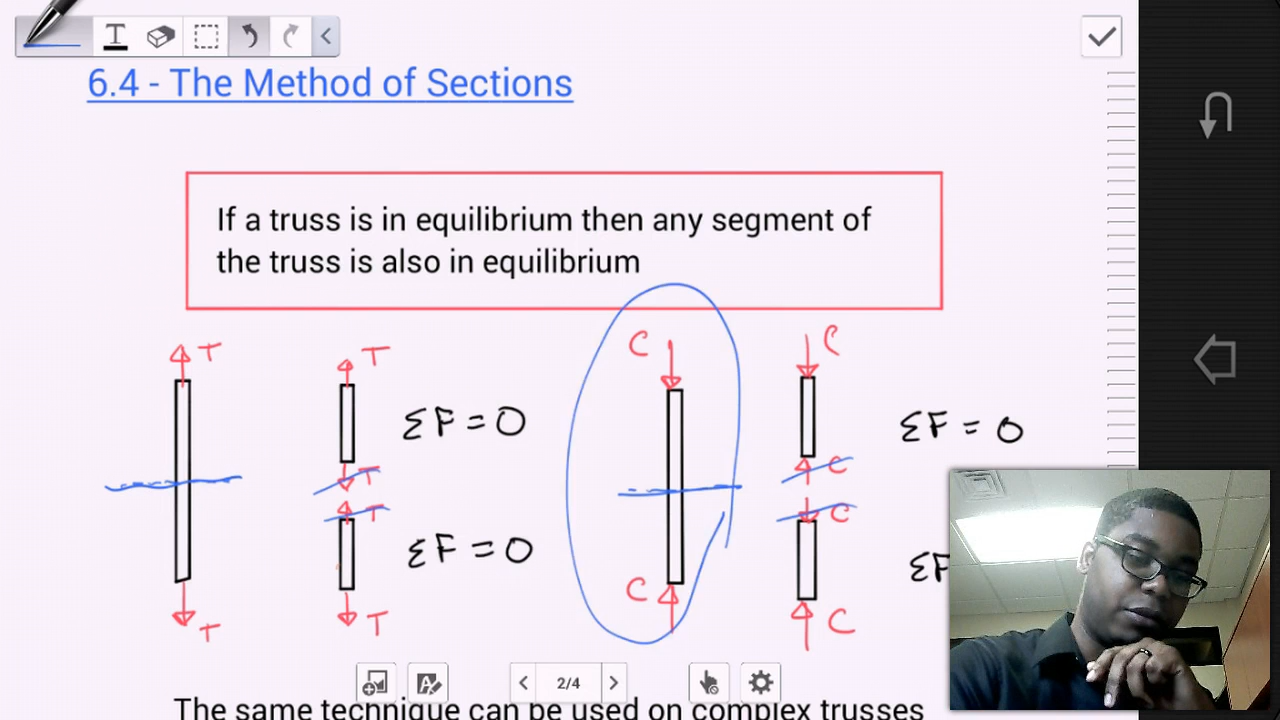 T
6.4 - The Method of Sections
If a truss is in equilibrium then any segment of
the truss is also in equilibrium
T
T
C
C
ΣF = 0
ΣF = 0
T
C
T
C
ΣF = 0
ΣF
C
T
T
C
2/4
The same technique can be used on complex trusses